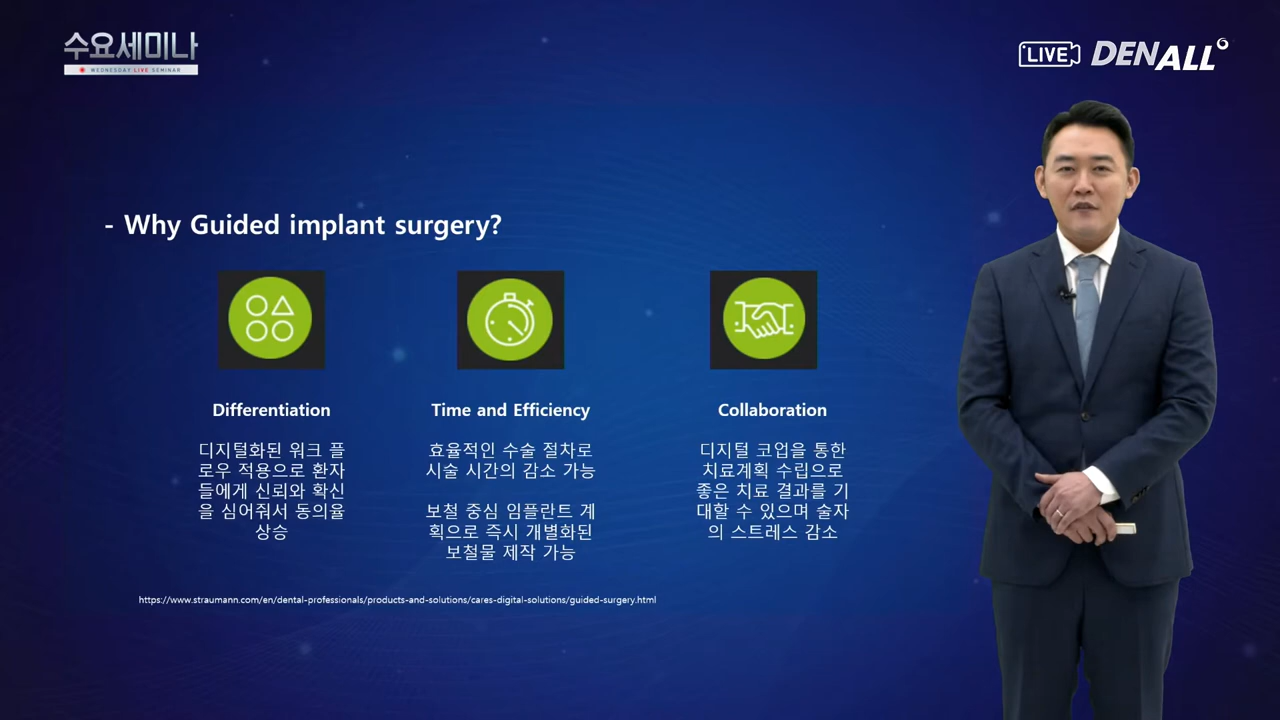 수요세미나
WEDNESDAY LIVE SEMINAR
LIVE
DENALL
- Why Guided implant surgery?
Differentiation
디지털화된 워크 플
로우 적용으로 환자
들에게 신뢰와 확신
을 심어줘서 동의율
상승
Time and Efficiency
효율적인 수술 절차로
시술 시간의 감소 가능
보철 중심 임플란트 계
획으로 즉시 개별화된
보철물 제작 가능
Collaboration
디지털 코업을 통한
치료계획 수립으로
좋은 치료 결과를 기
대할 수 있으며 술자
의 스트레스 감소
https://www.straumann.com/en/dental-professionals/products-and-solutions/cares-digital-solutions/guided-surgery.html